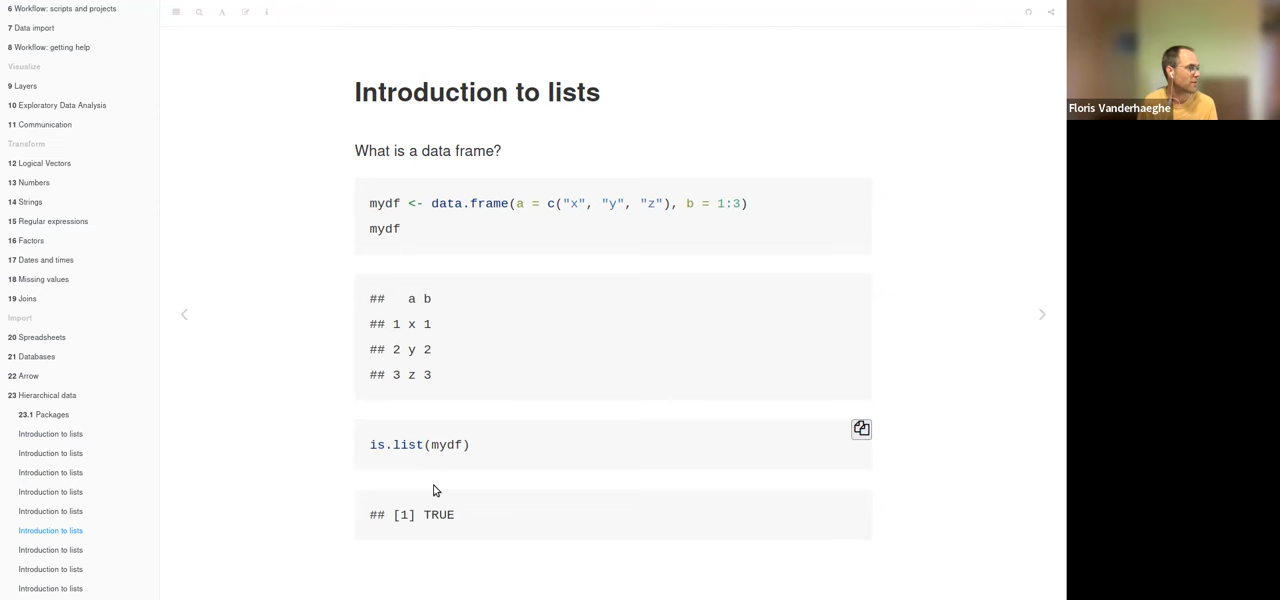 6 Workflow: scripts and projects
7 Data import
8 Workflow: getting help
Visualize
9 Layers
10 Exploratory Data Analysis
11 Communication
Transform
12 Logical Vectors
13 Numbers
14 Strings
15 Regular expressions
16 Factors
17 Dates and times
18 Missing values
19 Joins
Import
20 Spreadsheets
21 Databases
22 Arrow
23 Hierarchical data
23.1 Packages
Introduction to lists
Introduction to lists
Introduction to lists
Introduction to lists
Introduction to lists
Introduction to lists
Introduction to lists
Introduction to lists
Introduction to lists
Introduction to lists
What is a data frame?
mydf <- data.frame(a = c("x", "y", "z"), b = 1:3)
mydf
##   a b
## 1 x 1
## 2 y 2
## 3 z 3
is.list(mydf)
## [1] TRUE
Floris Vanderhaeghe